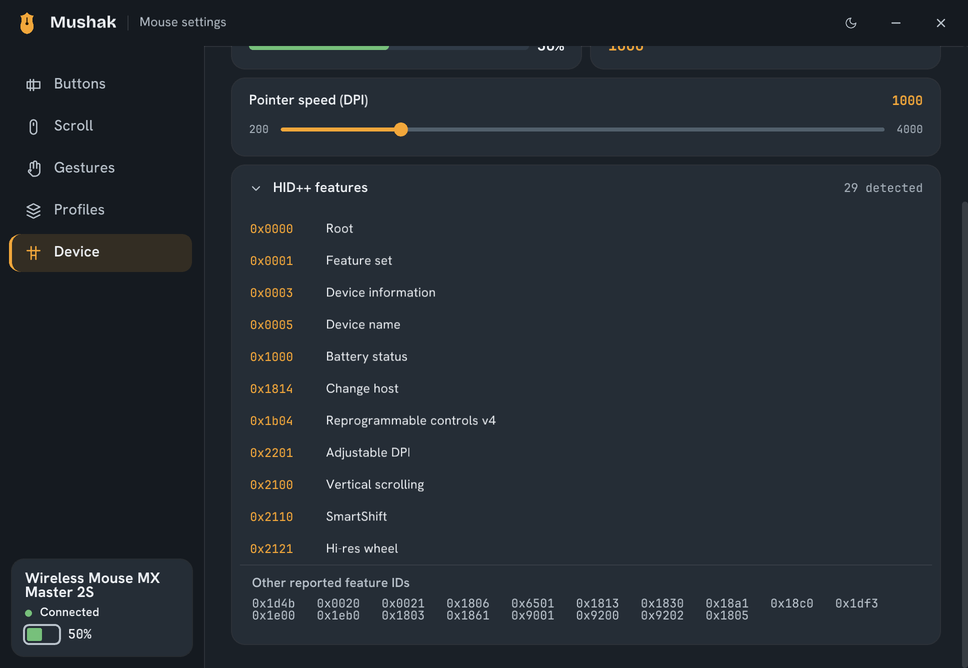 Mushak
Mouse settings
Buttons
Scroll
Gestures
Profiles
Device
Wireless Mouse MX
Master 2S
Connected
50%
50%
1000
Pointer speed (DPI) 1000
200 4000
HID++ features 29 detected
0x0000 Root
0x0001 Feature set
0x0003 Device information
0x0005 Device name
0x1000 Battery status
0x1814 Change host
0x1b04 Reprogrammable controls v4
0x2201 Adjustable DPI
0x2100 Vertical scrolling
0x2110 SmartShift
0x2121 Hi-res wheel
Other reported feature IDs
0x1d4b 0x0020 0x0021 0x1806 0x6501 0x1813 0x1830 0x18a1 0x18c0 0x1df3
0x1e00 0x1eb0 0x1803 0x1861 0x9001 0x9200 0x9202 0x1805